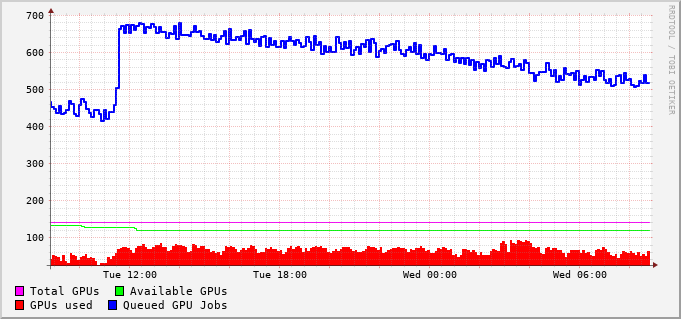 700
600
500
400
300
200
100
Tue 12:00 Tue 18:00 Wed 00:00 Wed 06:00
Total GPUs Available GPUs
GPUs used Queued GPU Jobs
RRDTOOL / TOBI OETIKER